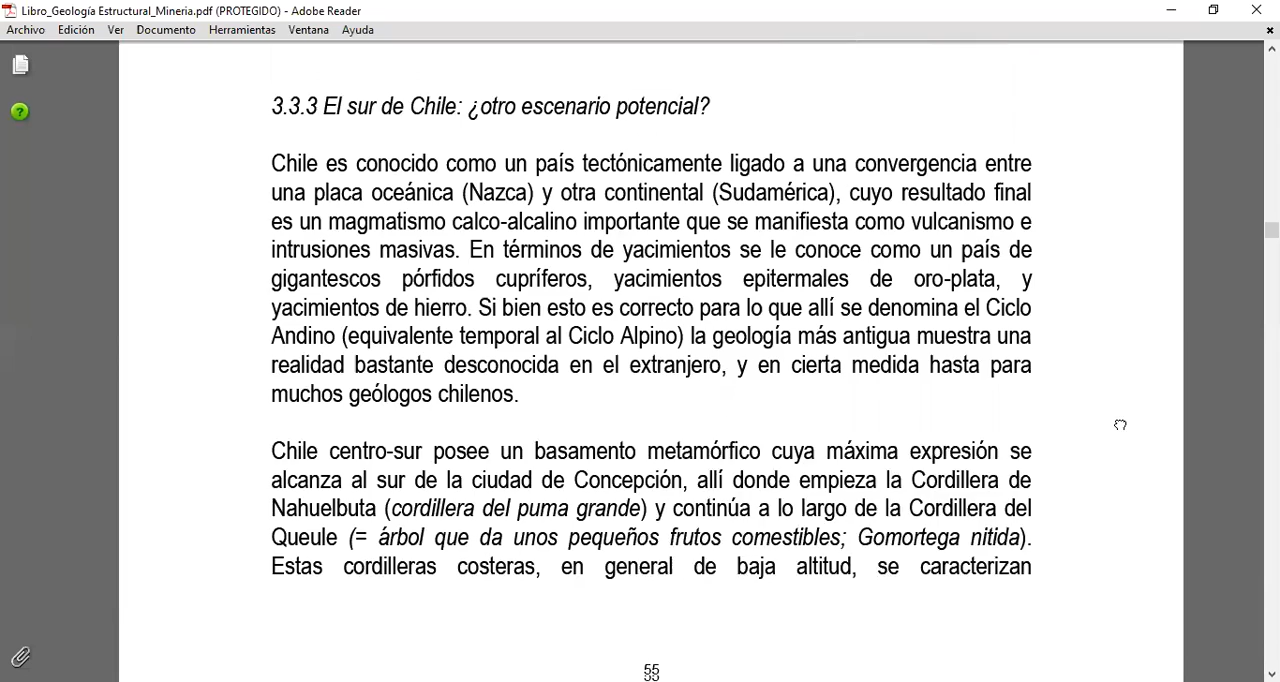 Libro_Geología Estructural_Mineria.pdf (PROTEGIDO) - Adobe Reader
Archivo Edición Ver Documento Herramientas Ventana Ayuda
3.3.3 El sur de Chile: ¿otro escenario potencial?
Chile es conocido como un país tectónicamente ligado a una convergencia entre
una placa oceánica (Nazca) y otra continental (Sudamérica), cuyo resultado final
es un magmatismo calco-alcalino importante que se manifiesta como vulcanismo e
intrusiones masivas. En términos de yacimientos se le conoce como un país de
gigantescos pórfidos cupríferos, yacimientos epitermales de oro-plata, y
yacimientos de hierro. Si bien esto es correcto para lo que allí se denomina el Ciclo
Andino (equivalente temporal al Ciclo Alpino) la geología más antigua muestra una
realidad bastante desconocida en el extranjero, y en cierta medida hasta para
muchos geólogos chilenos.
Chile centro-sur posee un basamento metamórfico cuya máxima expresión se
alcanza al sur de la ciudad de Concepción, allí donde empieza la Cordillera de
Nahuelbuta (cordillera del puma grande) y continúa a lo largo de la Cordillera del
Queule (= árbol que da unos pequeños frutos comestibles; Gomortega nitida).
Estas cordilleras costeras, en general de baja altitud, se caracterizan
55